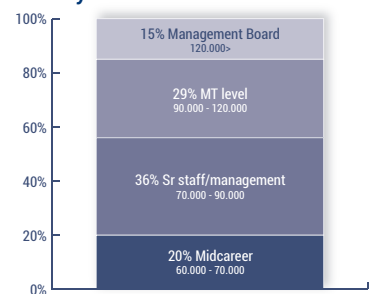 100%
15% Management Board
120.000>
80%
29% MT level
90.000 - 120.000
60%
36% Sr staff/management
70.000 - 90.000
40%
20%
20% Midcareer
60.000 - 70.000
0%